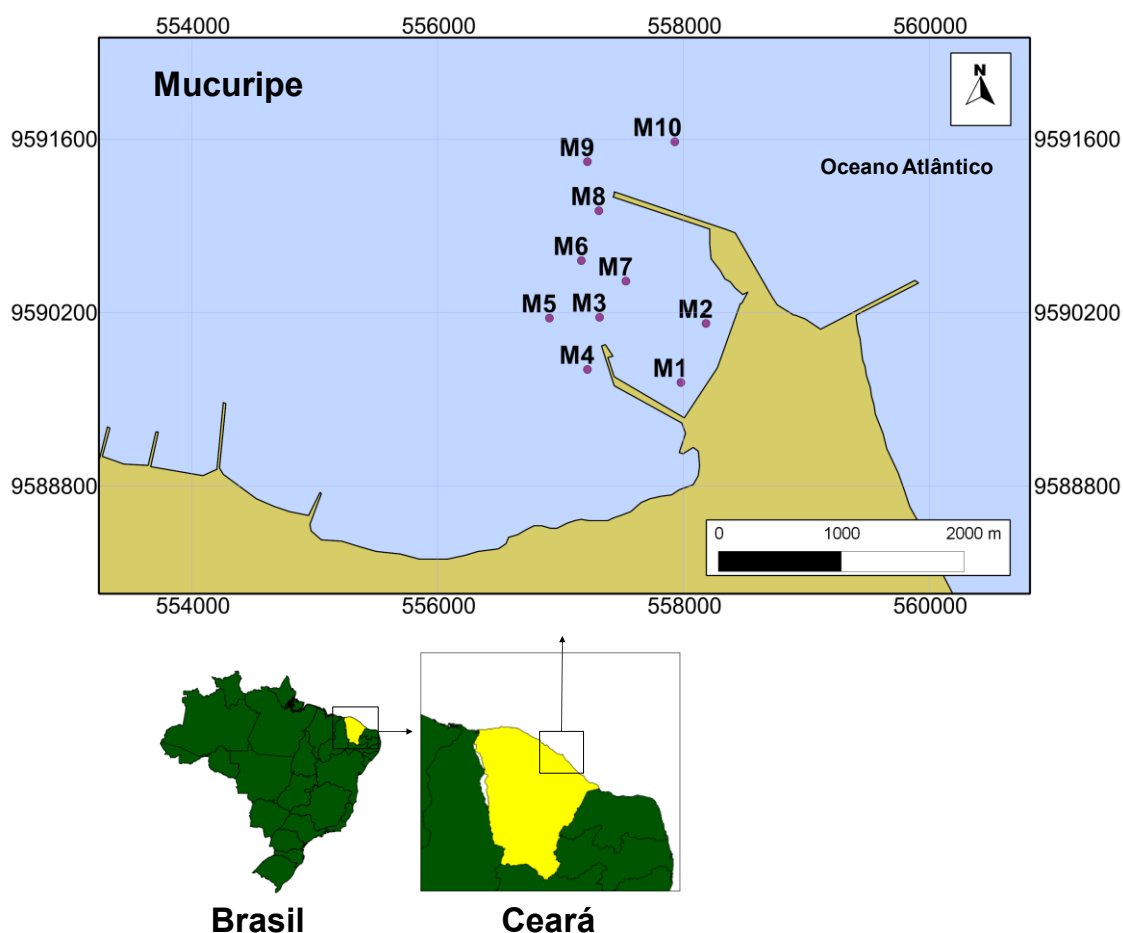 554000 556000 558000 560000
Mucuripe
N
M10
9591600 9591600
M9
Oceano Atlântico
M8
M6
M7
M5 M3 M2
9590200 9590200
M4
M1
9588800 9588800
0 1000 2000 m
554000 556000 558000 560000
Brasil Ceará